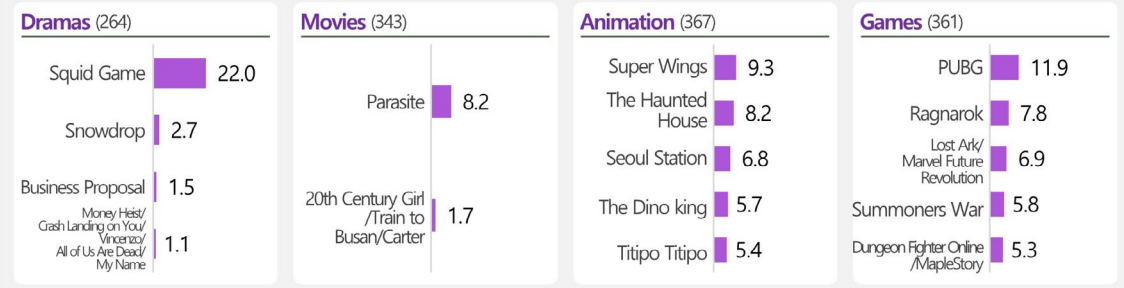 Dramas (264)
Squid Game 22.0
Snowdrop 2.7
Business Proposal 1.5
Money Heist/
Crash Landing on You/
Vincenzo/
All of Us Are Dead/
My Name
1.1
Movies (343)
Parasite 8.2
20th Century Girl
/Train to
Busan/Carter
1.7
Animation (367)
Super Wings 9.3
The Haunted
House
8.2
Seoul Station 6.8
The Dino king 5.7
Titipo Titipo 5.4
Games (361)
PUBG 11.9
Ragnarok 7.8
Lost Ark/
Marvel Future
Revolution
6.9
Summoners War 5.8
Dungeon Fighter Online
/MapleStory
5.3